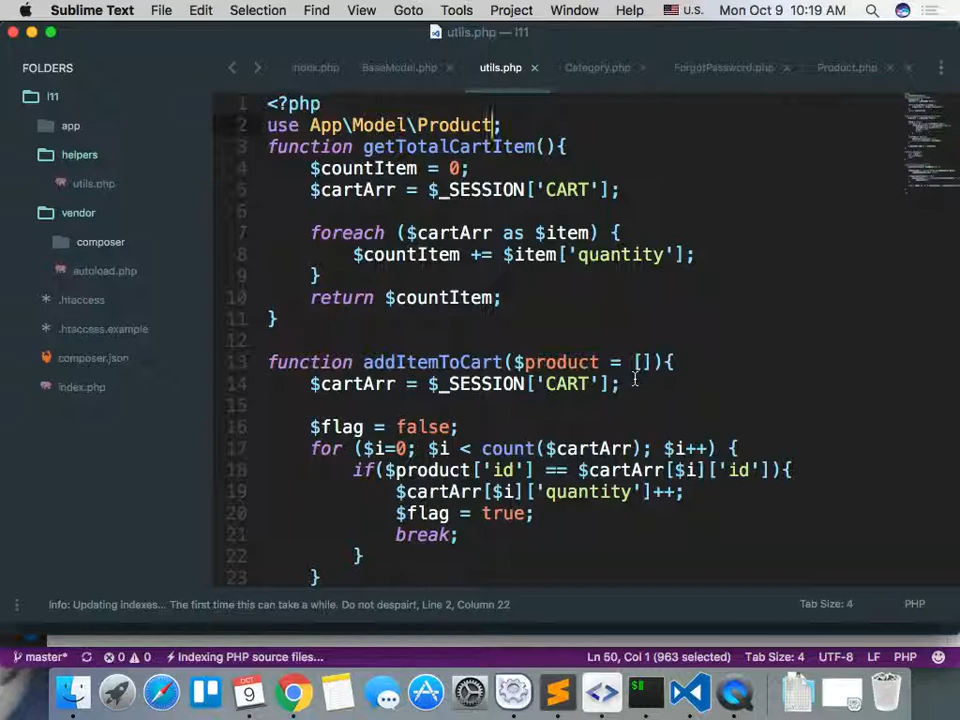 Sublime Text File Edit Selection Find View Goto Tools Project Window Help U.S. Mon Oct 9 10:19 AM
utils.php — l11
FOLDERS
l11
app
helpers
utils.php
vendor
composer
autoload.php
.htaccess
.htaccess.example
composer.json
index.php
index.php BaseModel.php × utils.php × Category.php × ForgotPassword.php × Product.php ×
1 <?php
2 use App\Model\Product;
3 function getTotalCartItem(){
4 $countItem = 0;
5 $cartArr = $_SESSION['CART'];
6
7 foreach ($cartArr as $item) {
8 $countItem += $item['quantity'];
9 }
10 return $countItem;
11 }
12
13 function addItemToCart($product = []){
14 $cartArr = $_SESSION['CART'];
15
16 $flag = false;
17 for ($i=0; $i < count($cartArr); $i++) {
18 if($product['id'] == $cartArr[$i]['id']){
19 $cartArr[$i]['quantity']++;
20 $flag = true;
21 break;
22 }
23 }
Info: Updating indexes... The first time this can take a while. Do not despair!, Line 2, Column 22 Tab Size: 4 PHP
master* 0 0 Indexing PHP source files... Ln 50, Col 1 (963 selected) Tab Size: 4 UTF-8 LF PHP